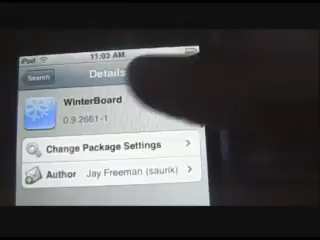 iPod 11:03 AM
Search Details
WinterBoard
0.9.2661-1
Change Package Settings
Author Jay Freeman (saurik)